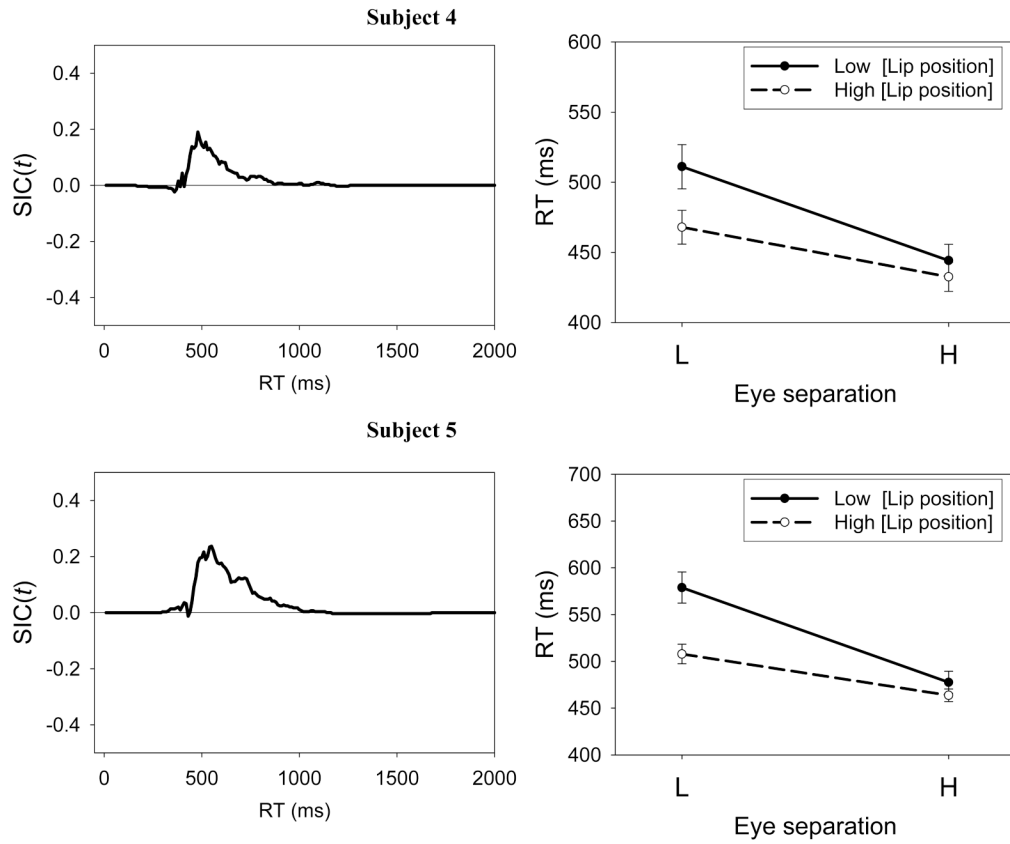 Subject 4
0.4
0.2
0.0
-0.2
-0.4
SIC(t)
0 500 1000 1500 2000
RT (ms)
600
550
500
450
400
RT (ms)
Low [Lip position]
High [Lip position]
L H
Eye separation
Subject 5
0.4
0.2
0.0
-0.2
-0.4
SIC(t)
0 500 1000 1500 2000
RT (ms)
700
650
600
550
500
450
400
RT (ms)
Low [Lip position]
High [Lip position]
L H
Eye separation